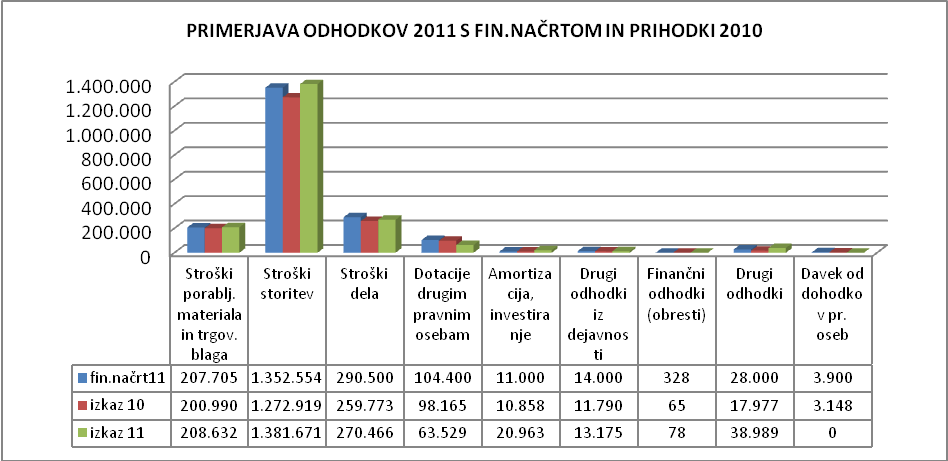 PRIMERJAVA ODHODKOV 2011 S FIN.NAČRTOM IN PRIHODKI 2010
1.400.000
1.200.000
1.000.000
800.000
600.000
400.000
200.000
0
Stroški porablj. materiala in trgov. blaga
Stroški storitev
Stroški dela
Dotacije drugim pravnim osebam
Amortiza cija, investira nje
Drugi odhodki iz dejavnos ti
Finančni odhodki (obresti)
Drugi odhodki
Davek od dohodko v pr. oseb
fin.načrt11 207.705 1.352.554 290.500 104.400 11.000 14.000 328 28.000 3.900
izkaz 10 200.990 1.272.919 259.773 98.165 10.858 11.790 65 17.977 3.148
izkaz 11 208.632 1.381.671 270.466 63.529 20.963 13.175 78 38.989 0